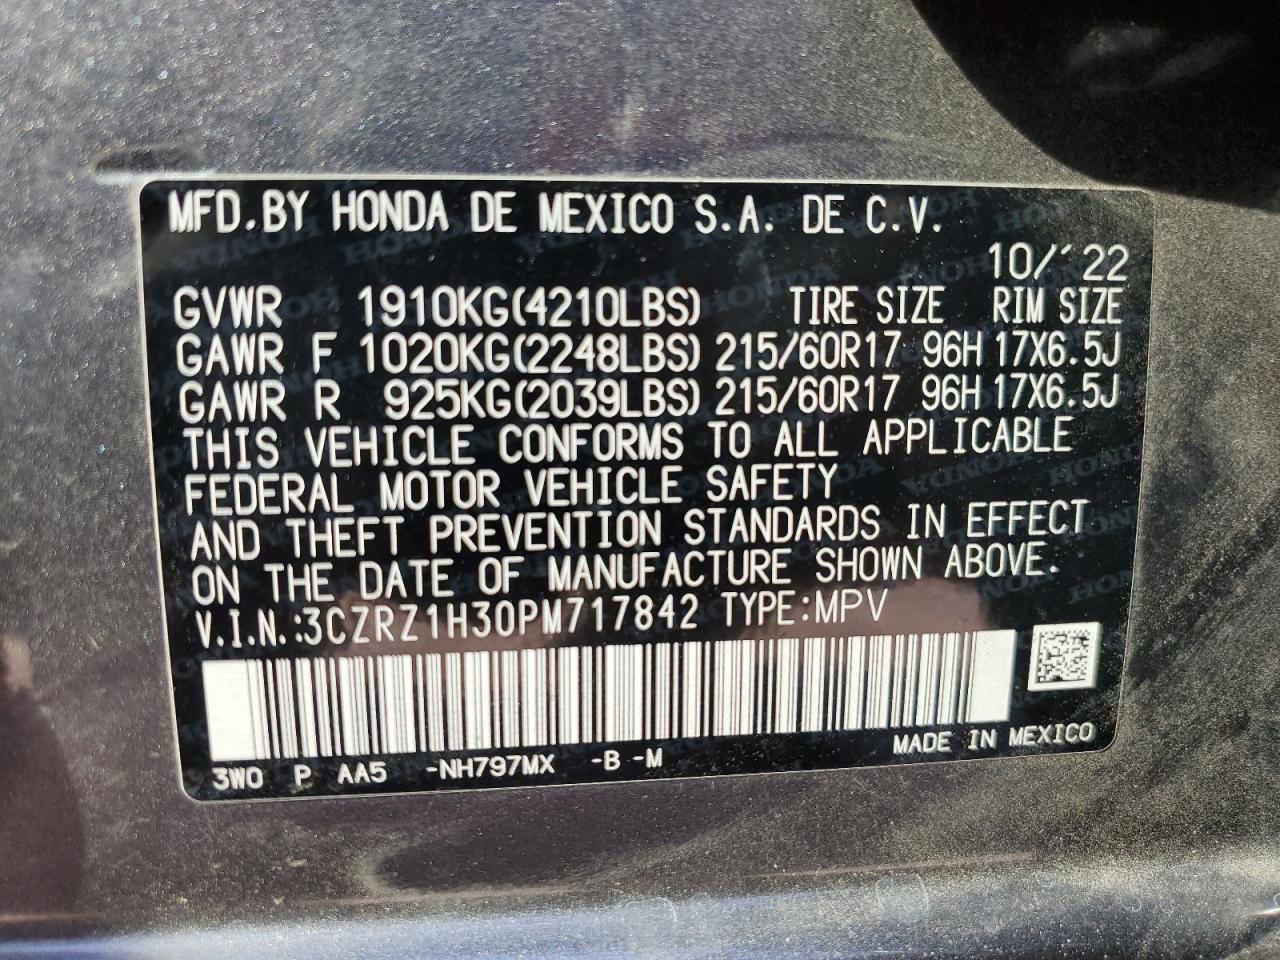 MFD.BY HONDA DE MEXICO S.A. DE C.V.
10/'22
GVWR 1910KG(4210LBS) TIRE SIZE RIM SIZE
GAWR F 1020KG(2248LBS) 215/60R17 96H 17X6.5J
GAWR R 925KG(2039LBS) 215/60R17 96H 17X6.5J
THIS VEHICLE CONFORMS TO ALL APPLICABLE
FEDERAL MOTOR VEHICLE SAFETY
AND THEFT PREVENTION STANDARDS IN EFFECT
ON THE DATE OF MANUFACTURE SHOWN ABOVE.
V.I.N.:3CZRZ1H30PM717842 TYPE:MPV
MADE IN MEXICO
3W0 P AA5 -NH797MX -B -M